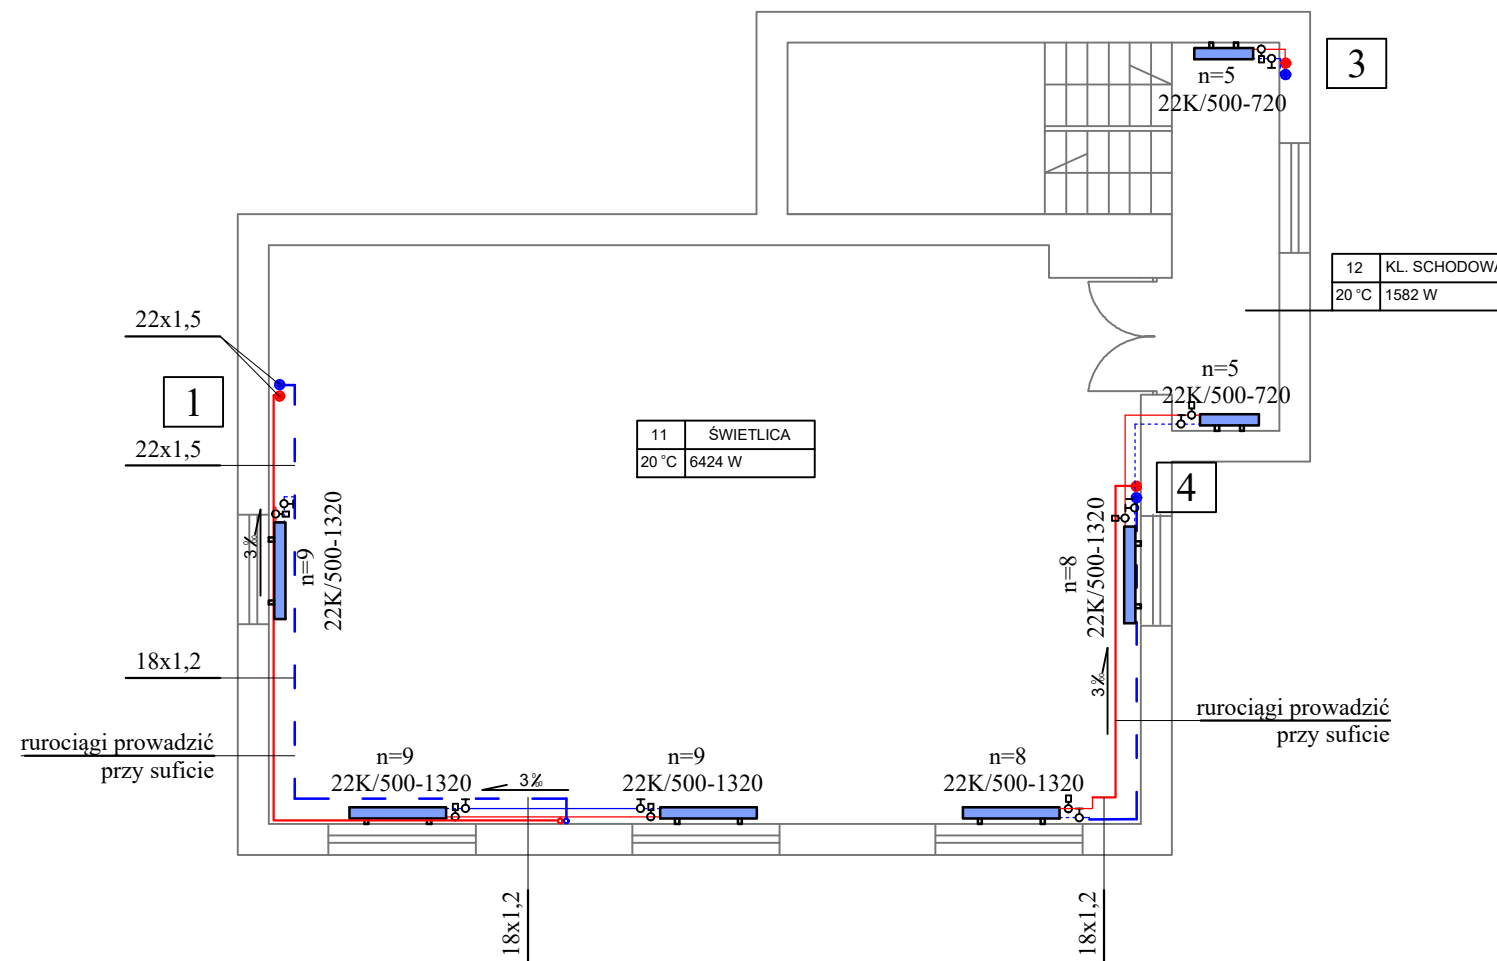 3
n=5
22K/500-720
12 KL. SCHODOWA
20 °C 1582 W
22x1,5
1
n=5
22K/500-720
11 ŚWIETLICA
20 °C 6424 W
22x1,5
4
3‰
n=9
22K/500-1320
n=8
22K/500-1320
18x1,2
3‰
rurociągi prowadzić
przy suficie
rurociągi prowadzić
przy suficie
n=9
22K/500-1320
3‰
n=9
22K/500-1320
n=8
22K/500-1320
18x1,2
18x1,2